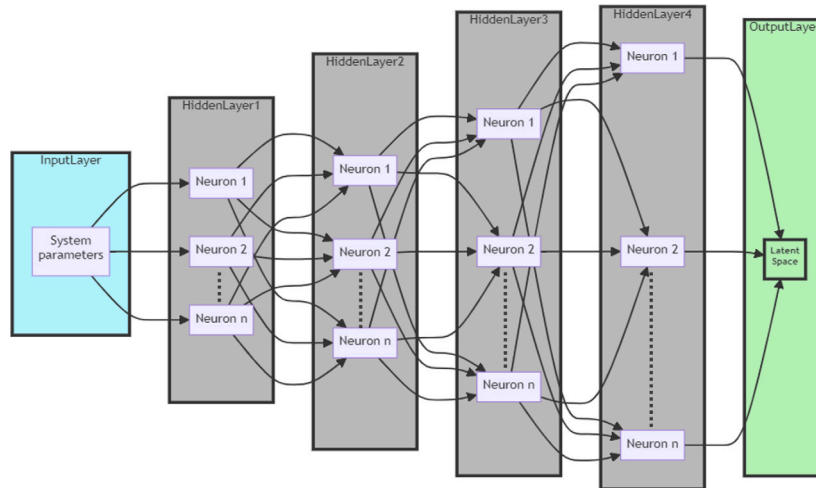 InputLayer
System
parameters
HiddenLayer1
Neuron 1
Neuron 2
Neuron n
HiddenLayer2
Neuron 1
Neuron 2
Neuron n
HiddenLayer3
Neuron 1
Neuron 2
Neuron n
HiddenLayer4
Neuron 1
Neuron 2
Neuron n
OutputLaye
Latent
Space